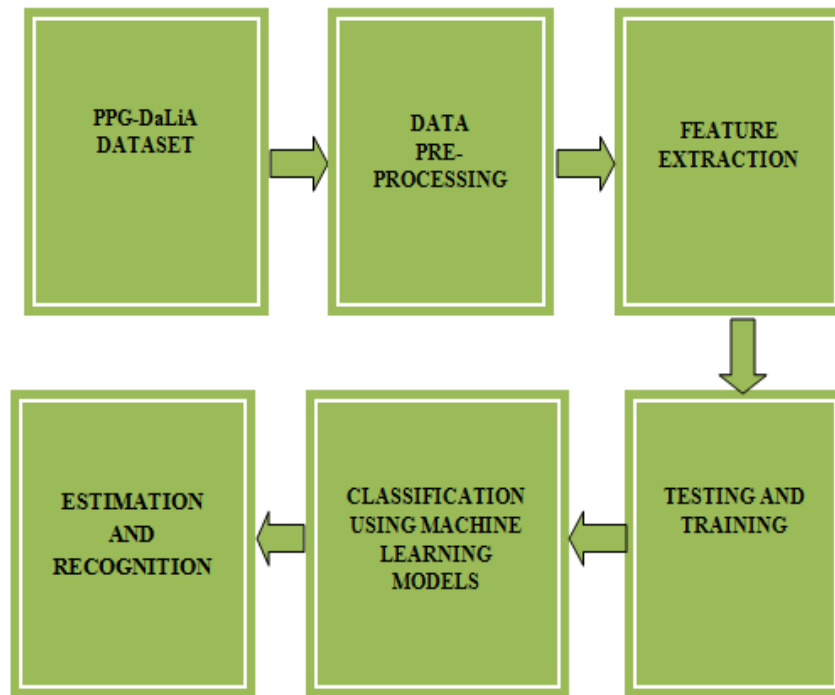 PPG-DaLiA
DATASET
DATA
PRE-
PROCESSING
FEATURE
EXTRACTION
TESTING AND
TRAINING
CLASSIFICATION
USING MACHINE
LEARNING
MODELS
ESTIMATION
AND
RECOGNITION